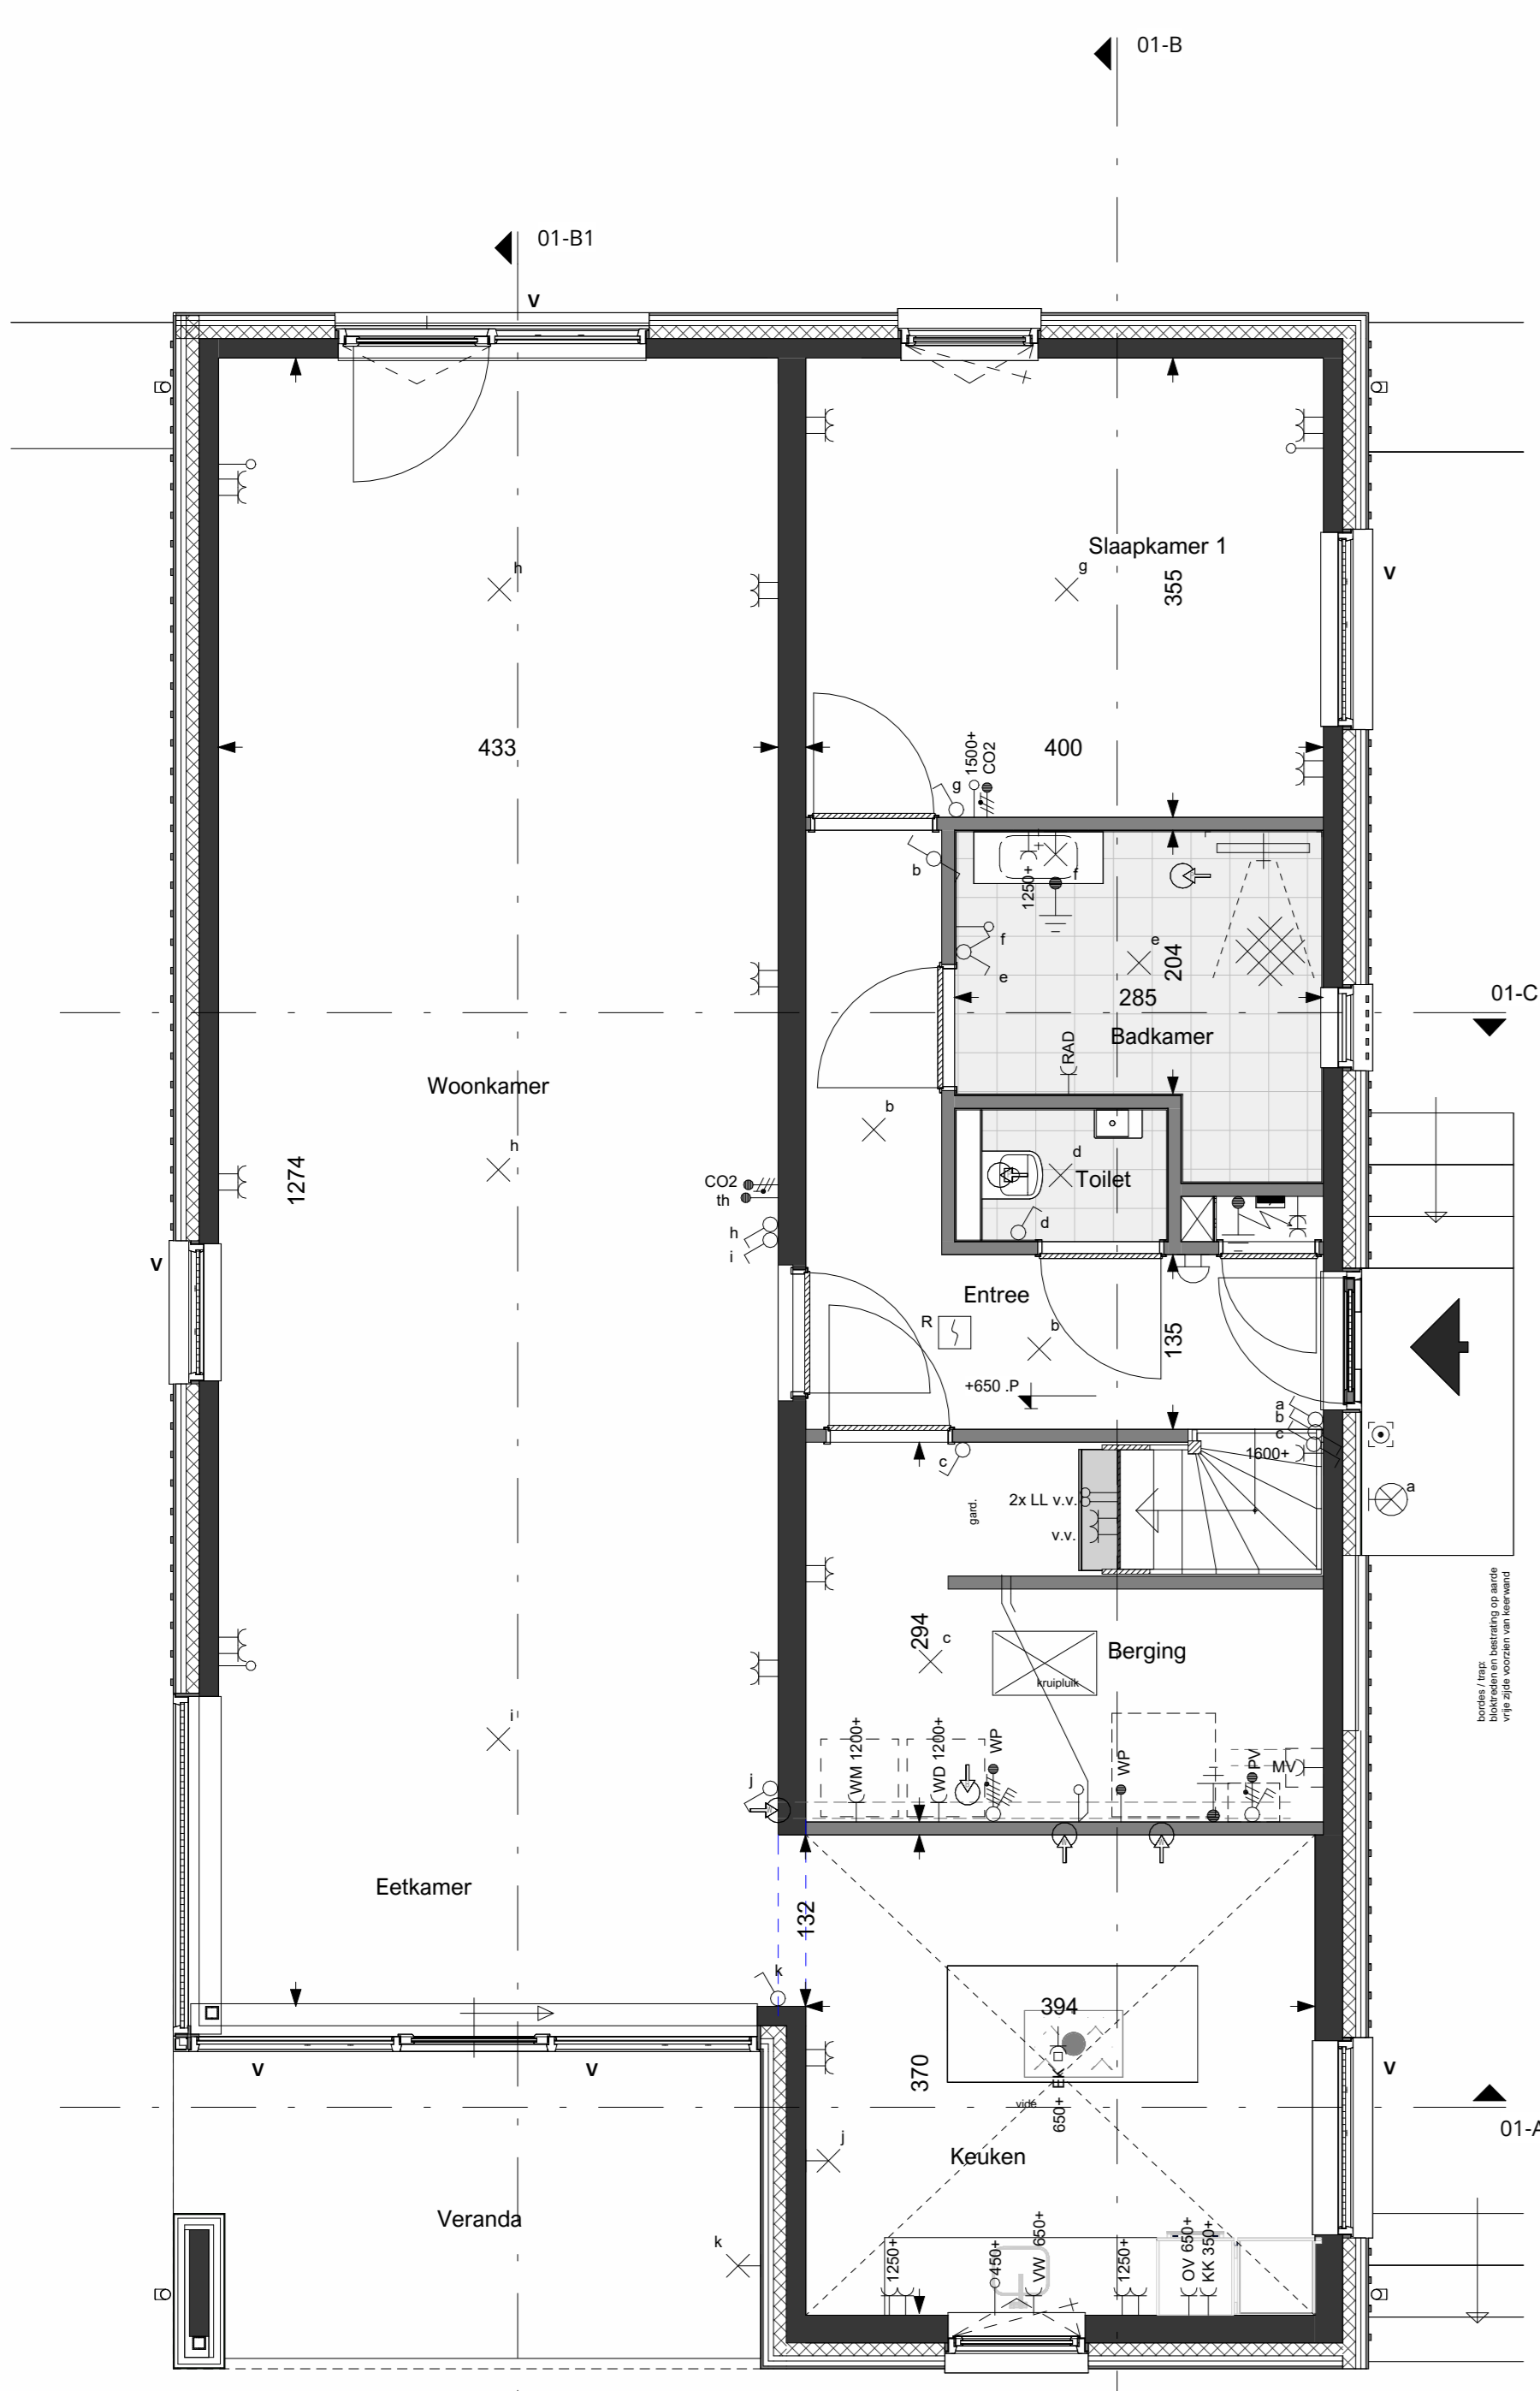 01-B
01-B1
V
Slaapkamer 1
h
g
355
V
433
400
1500+
CO2
g
b
1250+
f
f
e
e
204
285
01-C
Badkamer
RAD
Woonkamer
b
h
d
Toilet
1274
CO2
th
d
h
i
V
Entree
R
b
135
+650 .P
a
b
c
1600+
c
a
gard.
2x LL v.v.
v.v.
bordes / trap:
bloktreden en bestrating op aarde
vrije zijde voorzien van keerwand
294
c
Berging
kruipluik
i
WM 1200+
WD 1200+
WP
WP
PV
MV
j
Eetkamer
132
k
394
V
V
370
EK
650+
vide
V
01-A
j
Keuken
Veranda
k
1250+
450+
VW 650+
1250+
OV 650+
KK 350+